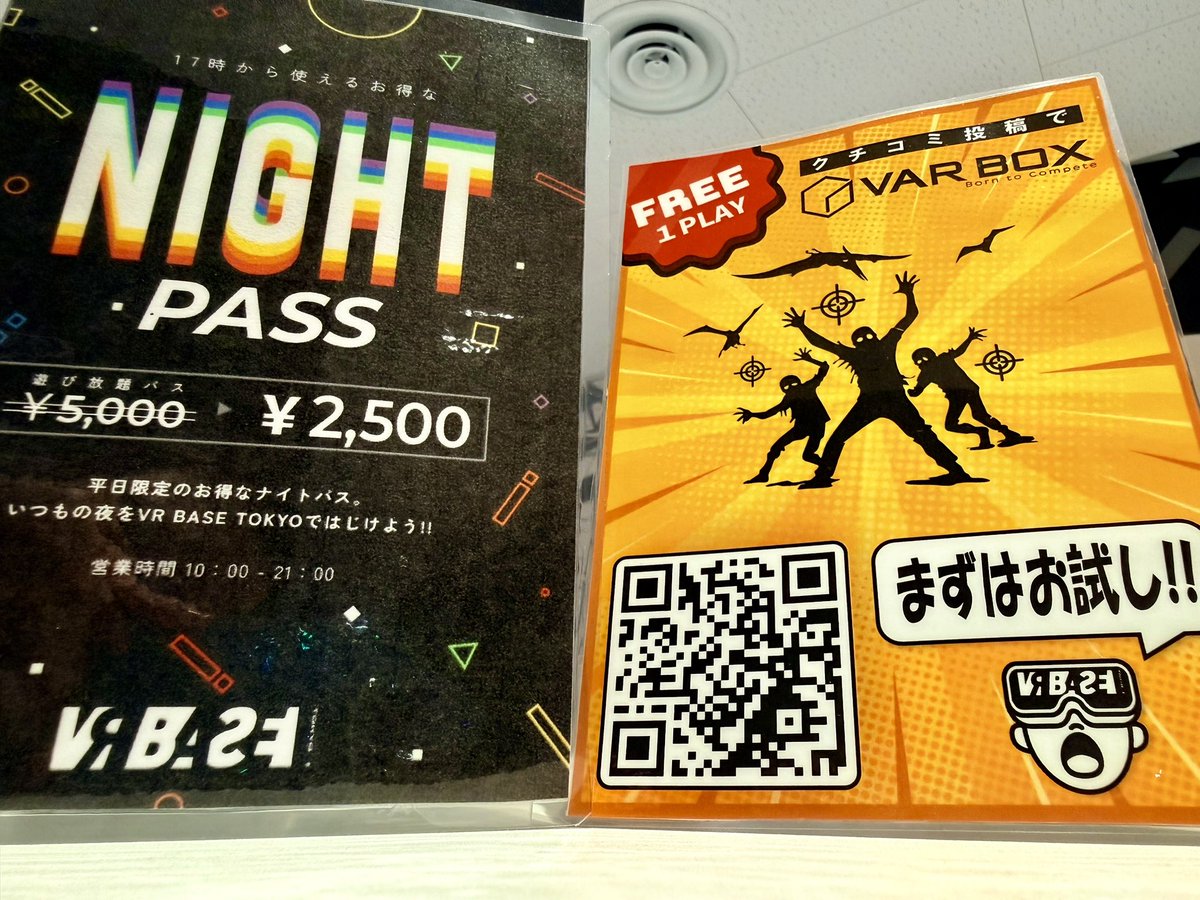 17時から使えるお得な
NIGHT
PASS
遊び放題パス
¥5,000 ▶ ¥2,500
平日限定のお得なナイトパス。
いつもの夜をVR BASE TOKYOではじけよう!!
営業時間 10：00 - 21：00
VR BASE
クチコミ投稿で
VAR BOX
Born to Compete
FREE
1 PLAY
まずはお試し!!
VR BASE